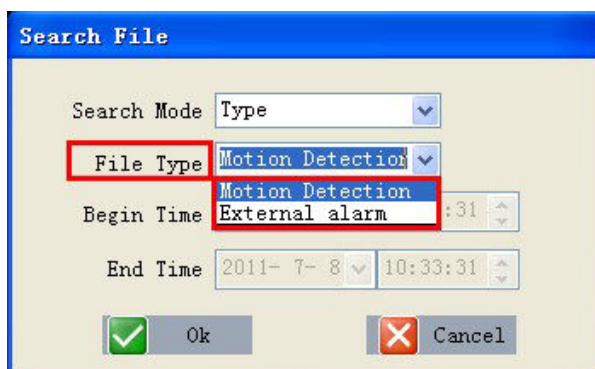 Search File
Search Mode Type
File Type Motion Detection
Motion Detection
External alarm
Begin Time :31
End Time 2011- 7- 8 10:33:31
Ok Cancel